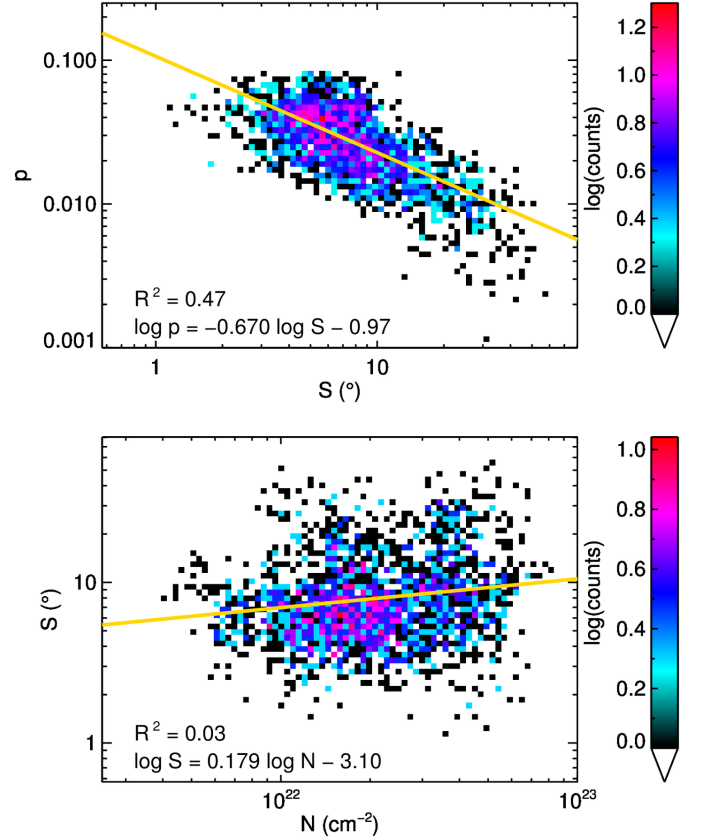 0.100
0.010
0.001
p
R² = 0.47
log p = −0.670 log S − 0.97
1
10
S (°)
1.2
1.0
0.8
0.6
0.4
0.2
0.0
log(counts)
10
1
S (°)
R² = 0.03
log S = 0.179 log N − 3.10
10²²
10²³
N (cm⁻²)
1.0
0.8
0.6
0.4
0.2
0.0
log(counts)